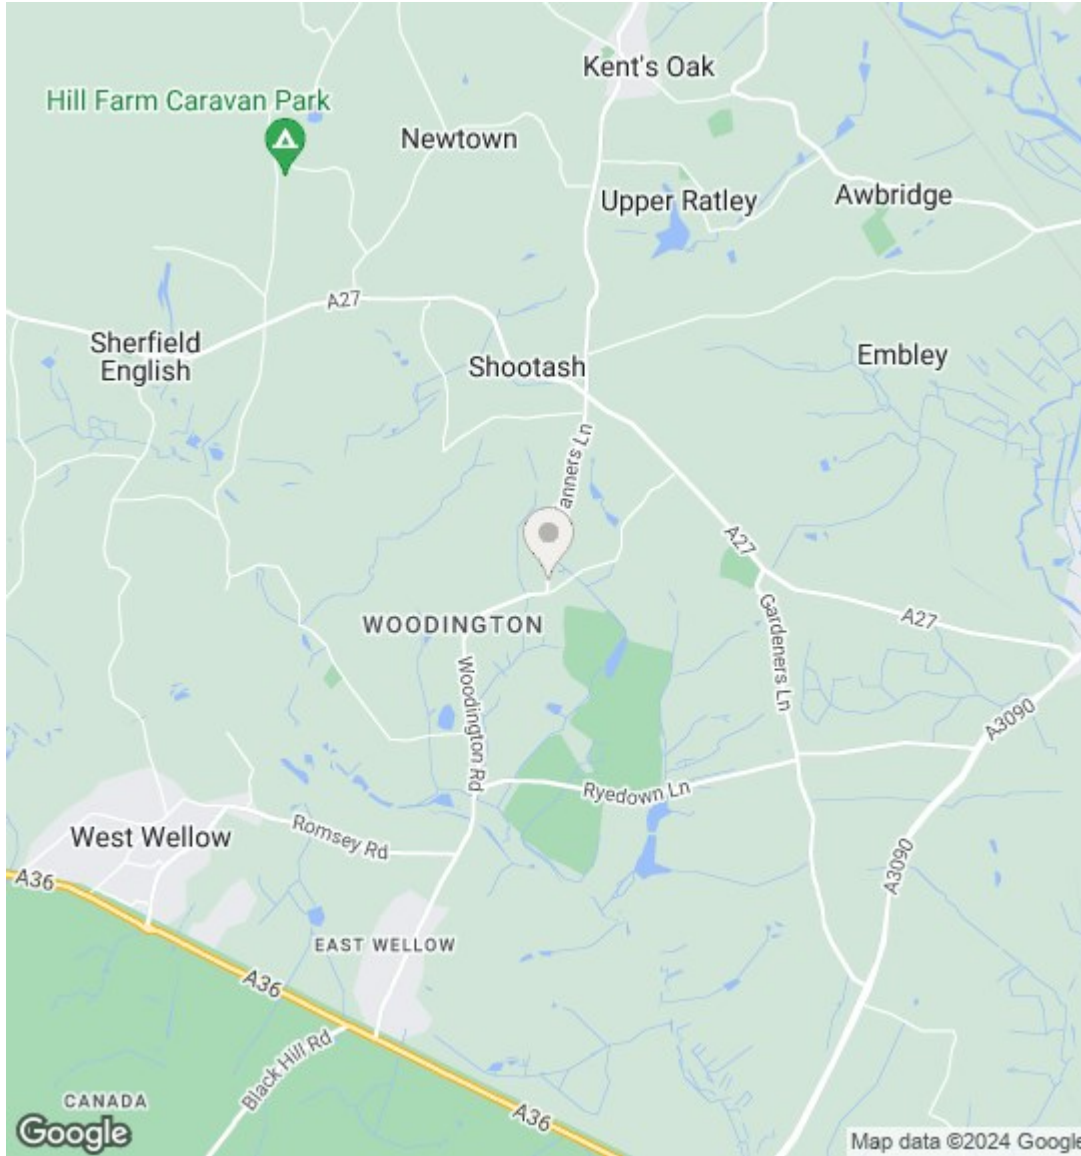 Kent's Oak
Hill Farm Caravan Park
Newtown
Upper Ratley
Awbridge
A27
Sherfield
English
Shootash
Embley
anners Ln
A27
Gardeners Ln
A27
WOODINGTON
Woodington Rd
A3090
Ryedown Ln
Romsey Rd
West Wellow
A3090
A36
EAST WELLOW
A36
Black Hill Rd
CANADA
A36
Google
Map data ©2024 Google